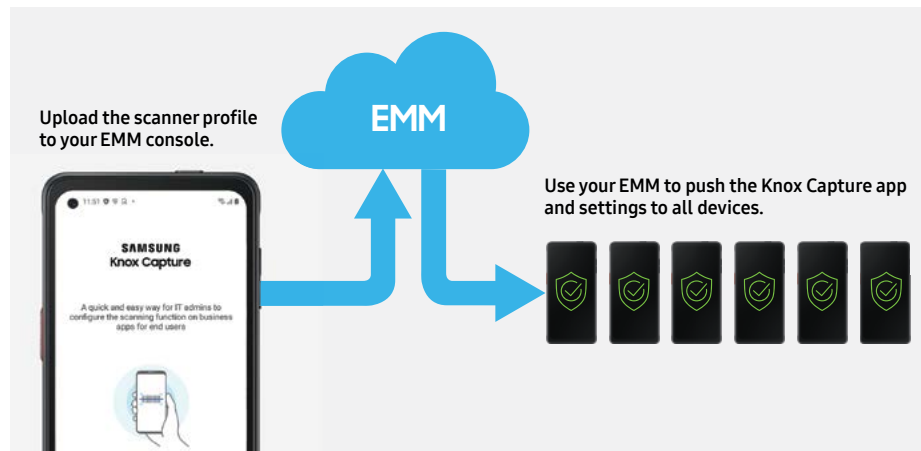 EMM
Upload the scanner profile
to your EMM console.
11:51
SAMSUNG
Knox Capture
A quick and easy way for IT admins to
configure the scanning function on business
apps for end users
Use your EMM to push the Knox Capture app
and settings to all devices.